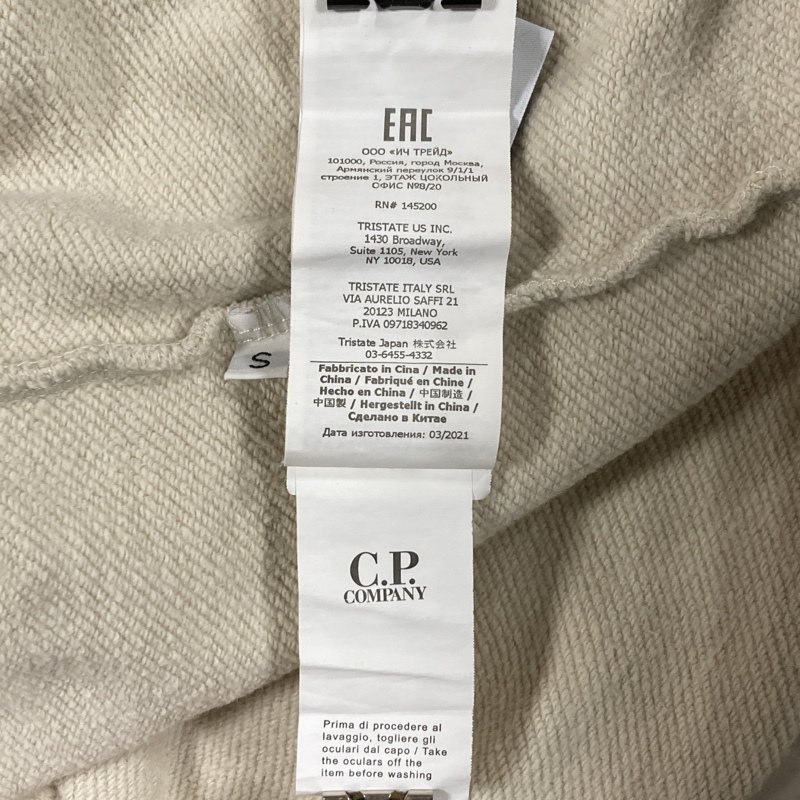 EAC
ООО «ИЧ ТРЕЙД»
101000, Россия, город Москва,
Армянский переулок 9/1/1
строение 1, ЭТАЖ ЦОКОЛЬНЫЙ
ОФИС №8/20
RN# 145200
TRISTATE US INC.
1430 Broadway,
Suite 1105, New York
NY 10018, USA
TRISTATE ITALY SRL
VIA AURELIO SAFFI 21
20123 MILANO
P.IVA 09718340962
Tristate Japan 株式会社
03-6455-4332
Fabbricato in Cina / Made in
China / Fabriqué en Chine /
Hecho en China / 中国制造 /
中国製 / Hergestellt in China /
Сделано в Китае
Дата изготовления: 03/2021
S
C.P.
COMPANY
Prima di procedere al
lavaggio, togliere gli
oculari dal capo / Take
the oculars off the
item before washing